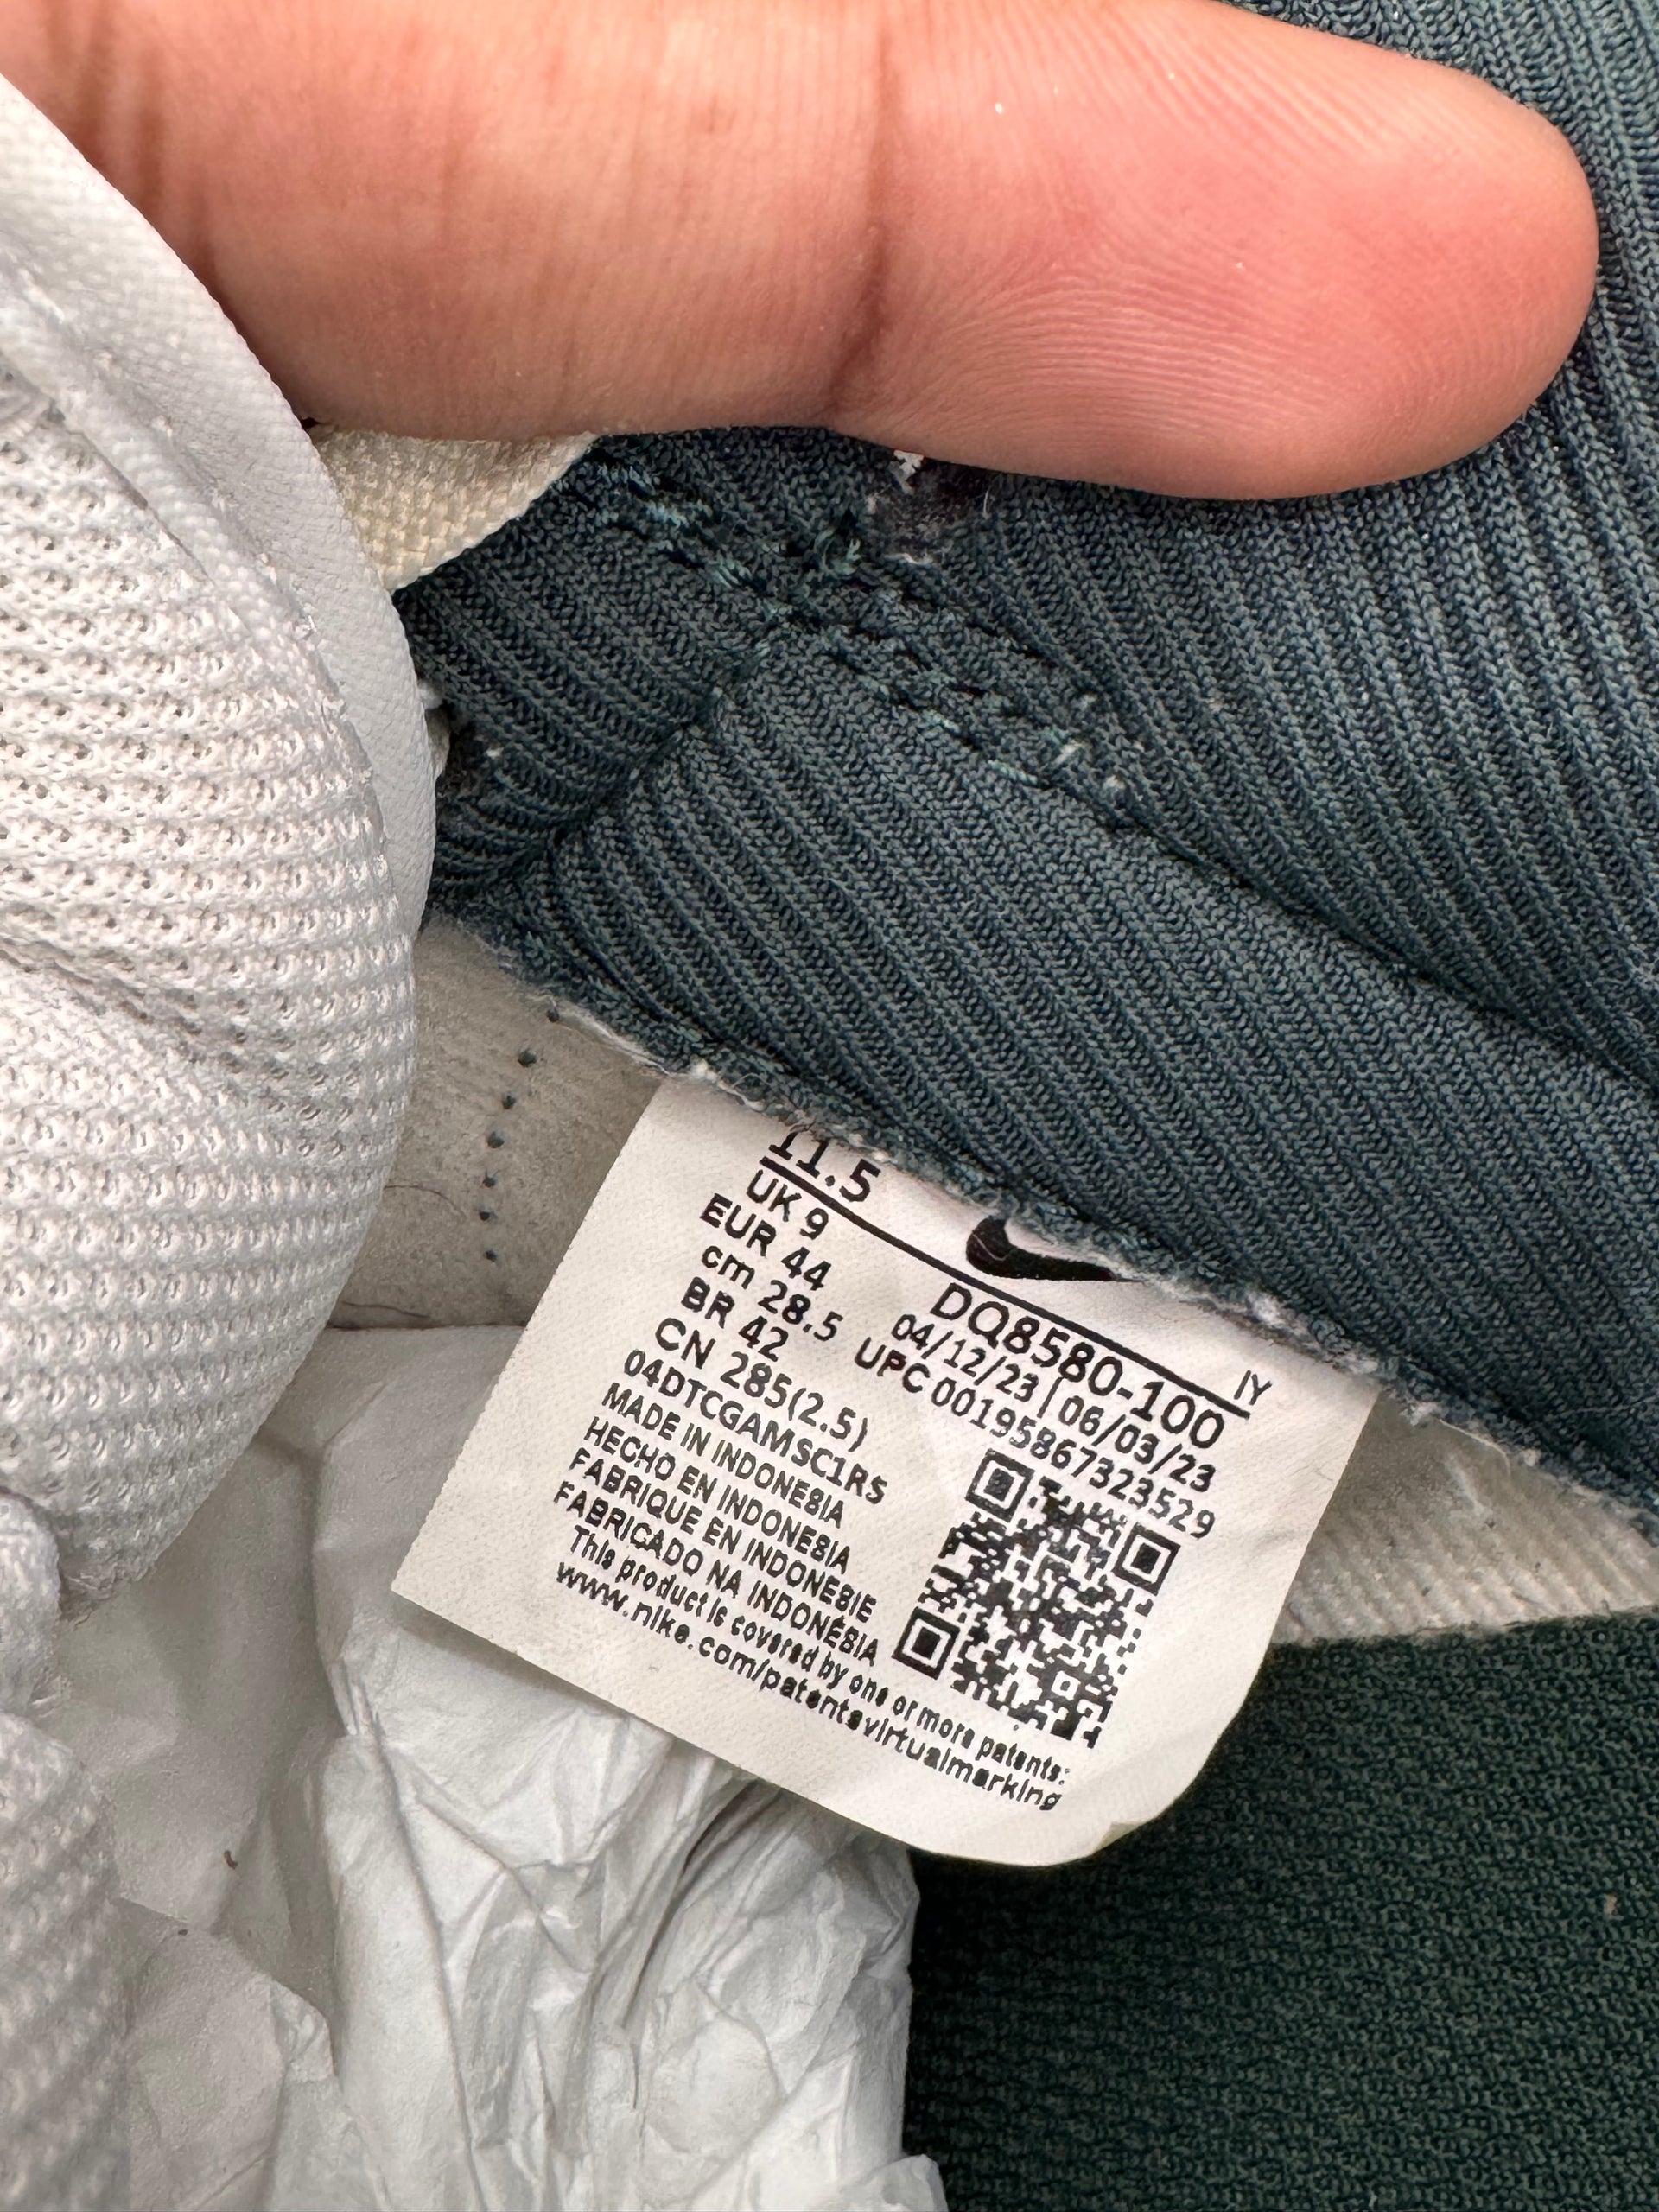 11.5
UK 9
EUR 44
cm 28.5
BR 42
CN 285(2.5)
04DTCGAMSC1RS
MADE IN INDONESIA
HECHO EN INDONESIA
FABRIQUE EN INDONESIE
FABRICADO NA INDONÉSIA
This product is covered by one or more patents:
www.nike.com/patentsvirtualmarking
DQ8580-100 IY
04/12/23 | 06/03/23
UPC 00195867323529